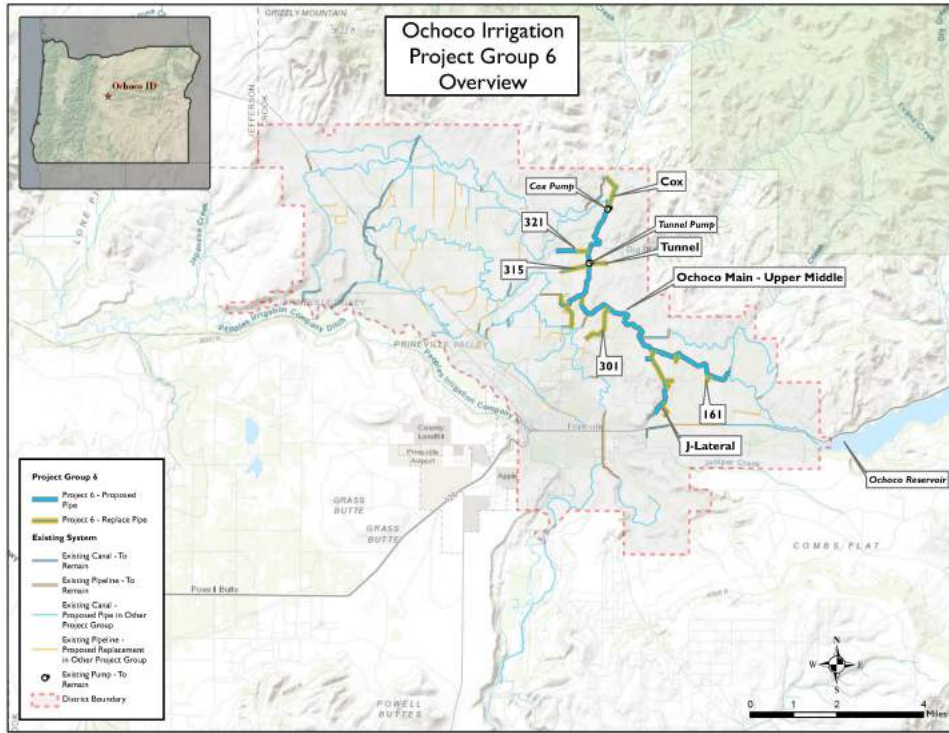 GRIZZLY MOUNTAIN
Ochoco Irrigation
Project Group 6
Overview
Ochoco ID
JEFFERSON
CROOK
Cox Pump
Cox
321
Tunnel Pump
Tunnel
315
Ochoco Main - Upper Middle
Peoples Irrigation Company Ditch
PRINEVILLE VALLEY
Peoples Irrigation Company
301
161
J-Lateral
Prineville
County
Landfill
Prineville
Airport
Juniper Creek
Ochoco Reservoir
GRASS
BUTTE
GRASS
BUTTE
COMBS FLAT
Powell Butte
POWELL
BUTTES
Project Group 6
Project 6 - Proposed
Pipe
Project 6 - Replace Pipe
Existing System
Existing Canal - To
Remain
Existing Pipeline - To
Remain
Existing Canal -
Proposed Pipe in Other
Project Group
Existing Pipeline -
Proposed Replacement
in Other Project Group
Existing Pump - To
Remain
District Boundary
N
W E
S
0 1 2 4
Miles